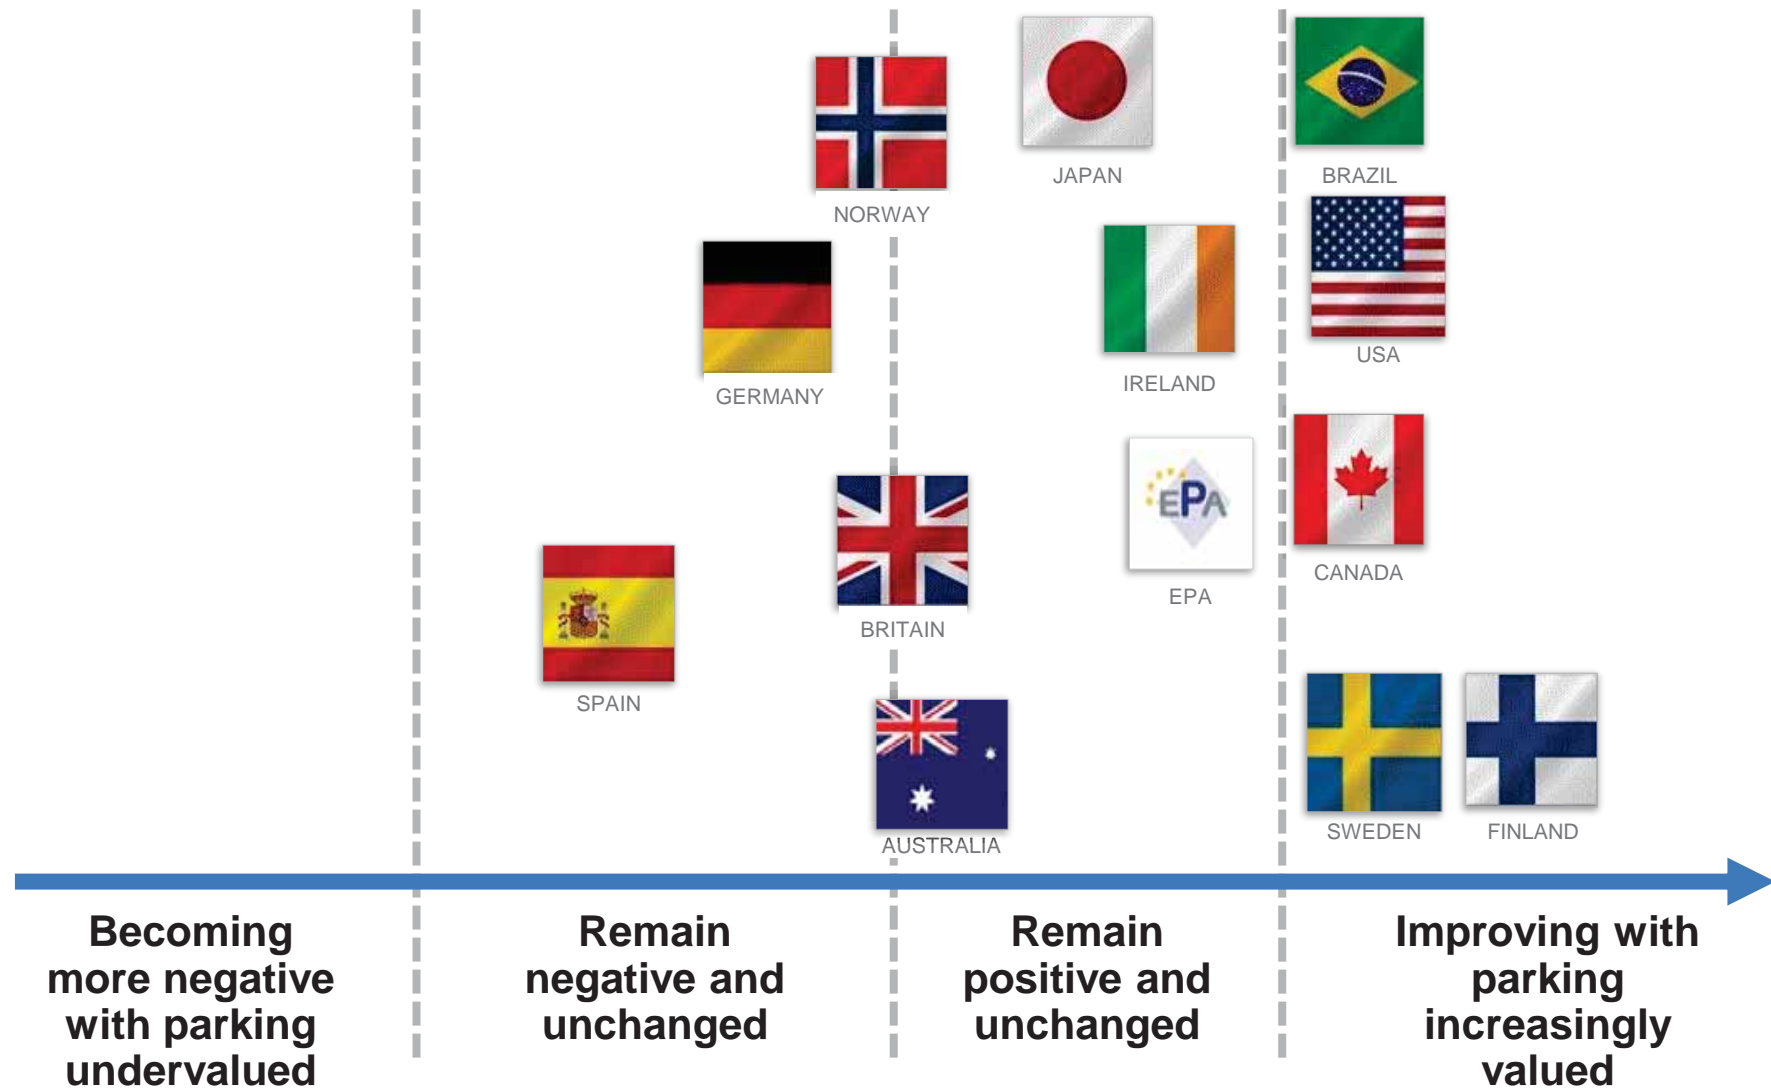 JAPAN
BRAZIL
NORWAY
USA
IRELAND
GERMANY
EPA
CANADA
EPA
BRITAIN
SPAIN
SWEDEN
FINLAND
AUSTRALIA
Becoming
more negative
with parking
undervalued
Remain
negative and
unchanged
Remain
positive and
unchanged
Improving with
parking
increasingly
valued